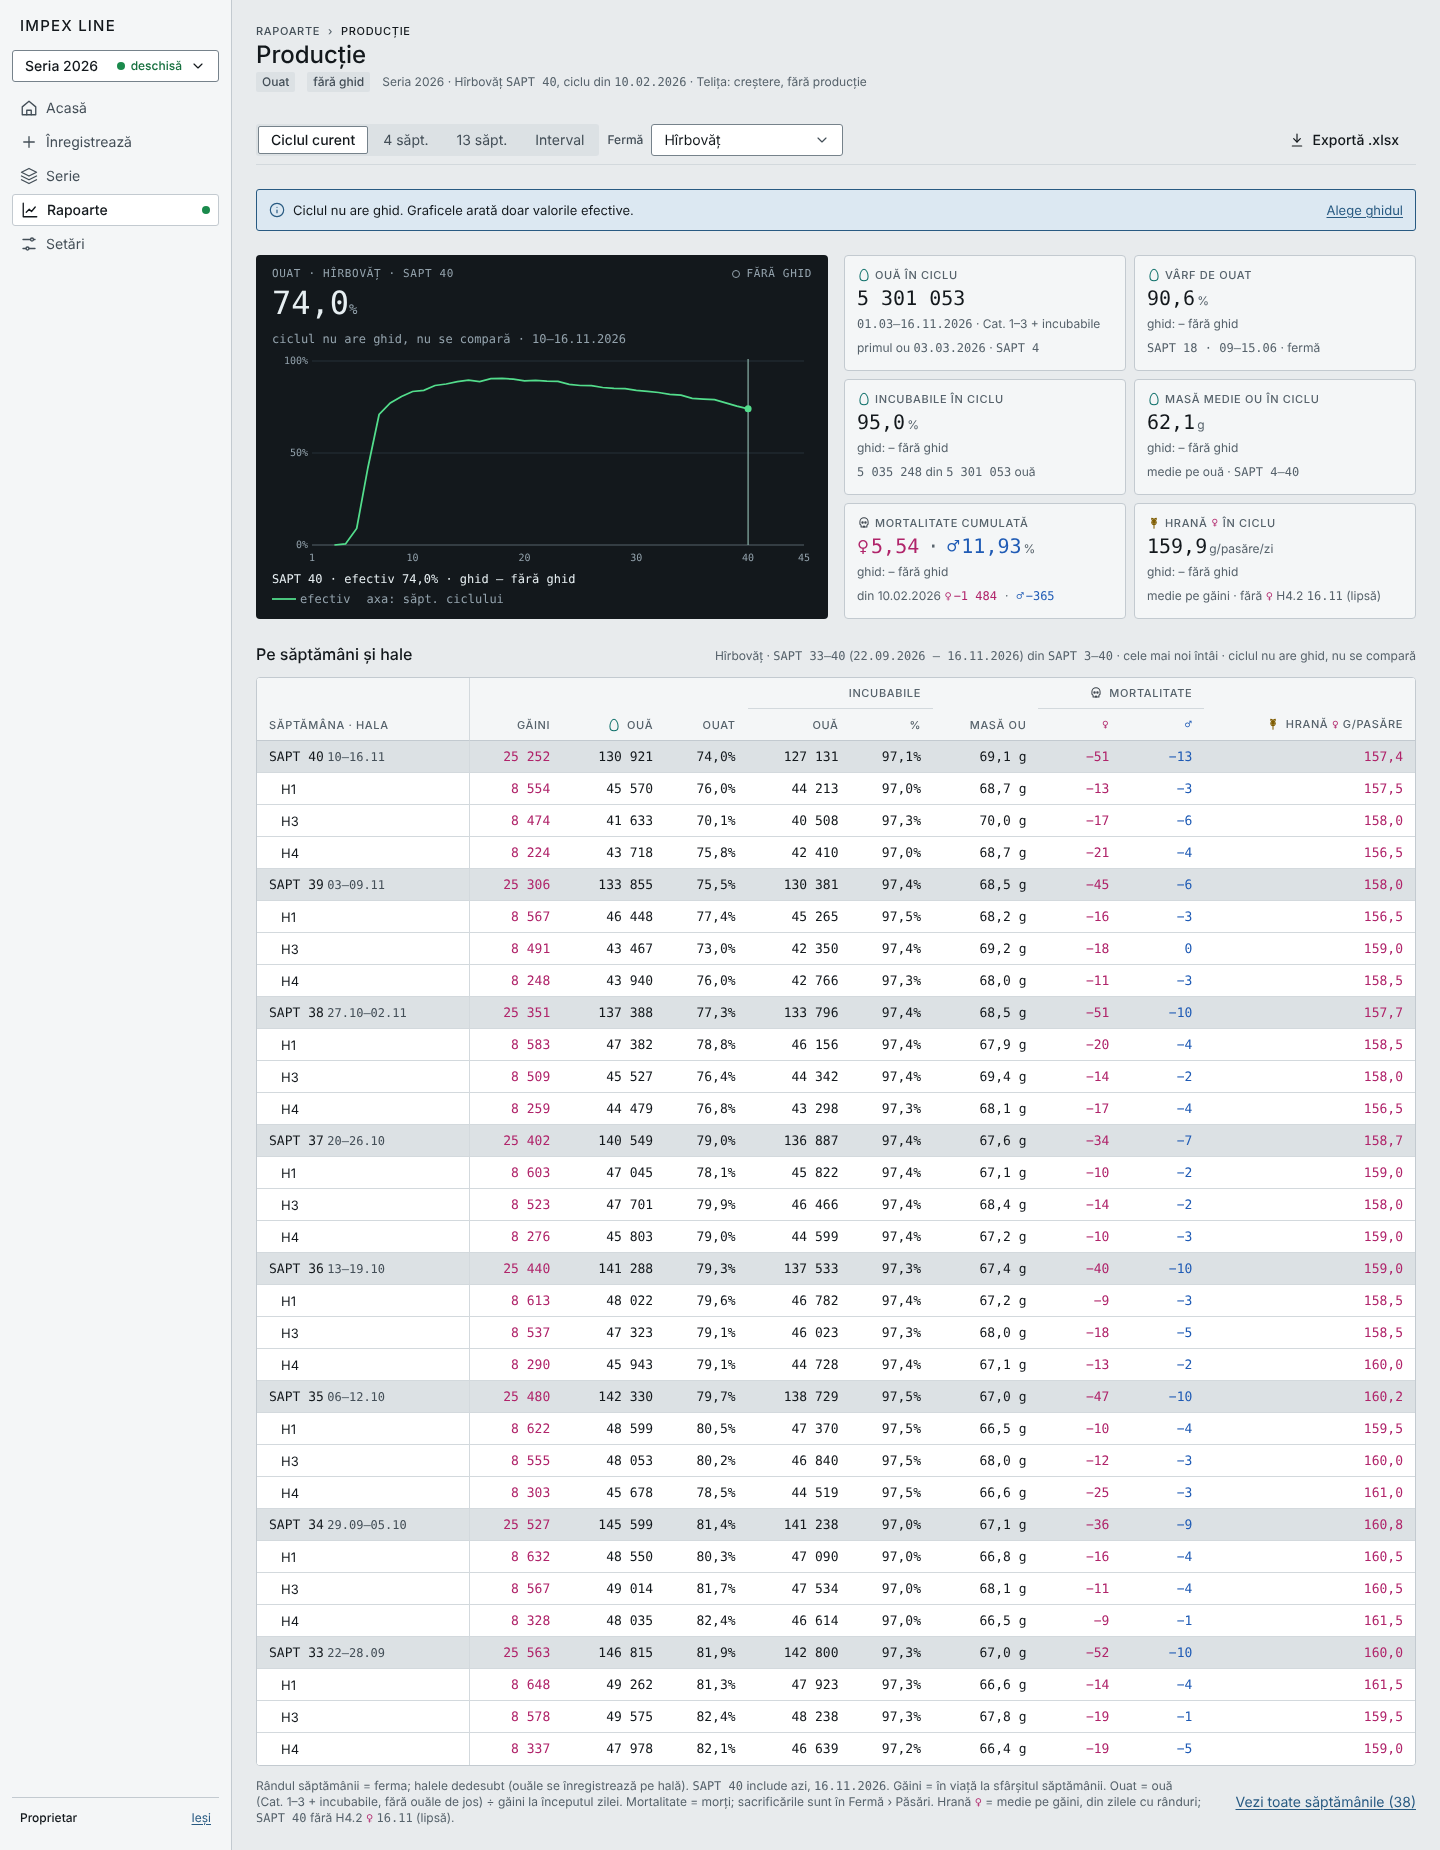 IMPEX LINE
Seria 2026 deschisă
Acasă
Înregistrează
Serie
Rapoarte
Setări
Proprietar Ieși
RAPOARTE › PRODUCȚIE
Producție
Ouat fără ghid Seria 2026 · Hîrbovăț SAPT 40, ciclu din 10.02.2026 · Telița: creștere, fără producție
Ciclul curent 4 săpt. 13 săpt. Interval Fermă Hîrbovăț Exportă .xlsx
Ciclul nu are ghid. Graficele arată doar valorile efective. Alege ghidul
OUAT · HÎRBOVĂȚ · SAPT 40 FĂRĂ GHID
74,0%
ciclul nu are ghid, nu se compară · 10–16.11.2026
100%
50%
0%
1 10 20 30 40 45
SAPT 40 · efectiv 74,0% · ghid – fără ghid
efectiv axa: săpt. ciclului
OUĂ ÎN CICLU
5 301 053
01.03–16.11.2026 · Cat. 1–3 + incubabile
primul ou 03.03.2026 · SAPT 4
VÂRF DE OUAT
90,6%
ghid: – fără ghid
SAPT 18 · 09–15.06 · fermă
INCUBABILE ÎN CICLU
95,0%
ghid: – fără ghid
5 035 248 din 5 301 053 ouă
MASĂ MEDIE OU ÎN CICLU
62,1g
ghid: – fără ghid
medie pe ouă · SAPT 4–40
MORTALITATE CUMULATĂ
♀5,54 · ♂11,93%
ghid: – fără ghid
din 10.02.2026 ♀−1 484 · ♂−365
HRANĂ ♀ ÎN CICLU
159,9g/pasăre/zi
ghid: – fără ghid
medie pe găini · fără ♀ H4.2 16.11 (lipsă)
Pe săptămâni și hale Hîrbovăț · SAPT 33–40 (22.09.2026 – 16.11.2026) din SAPT 3–40 · cele mai noi întâi · ciclul nu are ghid, nu se compară
INCUBABILE MORTALITATE
SĂPTĂMÂNA · HALA GĂINI OUĂ OUAT OUĂ % MASĂ OU ♀ ♂ HRANĂ ♀ G/PASĂRE
SAPT 40 10–16.11 25 252 130 921 74,0% 127 131 97,1% 69,1 g −51 −13 157,4
H1 8 554 45 570 76,0% 44 213 97,0% 68,7 g −13 −3 157,5
H3 8 474 41 633 70,1% 40 508 97,3% 70,0 g −17 −6 158,0
H4 8 224 43 718 75,8% 42 410 97,0% 68,7 g −21 −4 156,5
SAPT 39 03–09.11 25 306 133 855 75,5% 130 381 97,4% 68,5 g −45 −6 158,0
H1 8 567 46 448 77,4% 45 265 97,5% 68,2 g −16 −3 156,5
H3 8 491 43 467 73,0% 42 350 97,4% 69,2 g −18 0 159,0
H4 8 248 43 940 76,0% 42 766 97,3% 68,0 g −11 −3 158,5
SAPT 38 27.10–02.11 25 351 137 388 77,3% 133 796 97,4% 68,5 g −51 −10 157,7
H1 8 583 47 382 78,8% 46 156 97,4% 67,9 g −20 −4 158,5
H3 8 509 45 527 76,4% 44 342 97,4% 69,4 g −14 −2 158,0
H4 8 259 44 479 76,8% 43 298 97,3% 68,1 g −17 −4 156,5
SAPT 37 20–26.10 25 402 140 549 79,0% 136 887 97,4% 67,6 g −34 −7 158,7
H1 8 603 47 045 78,1% 45 822 97,4% 67,1 g −10 −2 159,0
H3 8 523 47 701 79,9% 46 466 97,4% 68,4 g −14 −2 158,0
H4 8 276 45 803 79,0% 44 599 97,4% 67,2 g −10 −3 159,0
SAPT 36 13–19.10 25 440 141 288 79,3% 137 533 97,3% 67,4 g −40 −10 159,0
H1 8 613 48 022 79,6% 46 782 97,4% 67,2 g −9 −3 158,5
H3 8 537 47 323 79,1% 46 023 97,3% 68,0 g −18 −5 158,5
H4 8 290 45 943 79,1% 44 728 97,4% 67,1 g −13 −2 160,0
SAPT 35 06–12.10 25 480 142 330 79,7% 138 729 97,5% 67,0 g −47 −10 160,2
H1 8 622 48 599 80,5% 47 370 97,5% 66,5 g −10 −4 159,5
H3 8 555 48 053 80,2% 46 840 97,5% 68,0 g −12 −3 160,0
H4 8 303 45 678 78,5% 44 519 97,5% 66,6 g −25 −3 161,0
SAPT 34 29.09–05.10 25 527 145 599 81,4% 141 238 97,0% 67,1 g −36 −9 160,8
H1 8 632 48 550 80,3% 47 090 97,0% 66,8 g −16 −4 160,5
H3 8 567 49 014 81,7% 47 534 97,0% 68,1 g −11 −4 160,5
H4 8 328 48 035 82,4% 46 614 97,0% 66,5 g −9 −1 161,5
SAPT 33 22–28.09 25 563 146 815 81,9% 142 800 97,3% 67,0 g −52 −10 160,0
H1 8 648 49 262 81,3% 47 923 97,3% 66,6 g −14 −4 161,5
H3 8 578 49 575 82,4% 48 238 97,3% 67,8 g −19 −1 159,5
H4 8 337 47 978 82,1% 46 639 97,2% 66,4 g −19 −5 159,0
Rândul săptămânii = ferma; halele dedesubt (ouăle se înregistrează pe hală). SAPT 40 include azi, 16.11.2026. Găini = în viață la sfârșitul săptămânii. Ouat = ouă
(Cat. 1–3 + incubabile, fără ouăle de jos) ÷ găini la începutul zilei. Mortalitate = morți; sacrificările sunt în Fermă › Păsări. Hrană ♀ = medie pe găini, din zilele cu rânduri;
SAPT 40 fără H4.2 ♀ 16.11 (lipsă).
Vezi toate săptămânile (38)